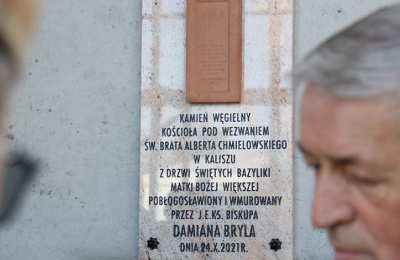 KAMIEŃ WĘGIELNY
KOŚCIOŁA POD WEZWANIEM
ŚW. BRATA ALBERTA CHMIELOWSKIEGO
W KALISZU
Z DRZWI ŚWIĘTYCH BAZYLIKI
MATKI BOŻEJ WIĘKSZEJ
POBŁOGOSŁAWIONY I WMUROWANY
PRZEZ J.E.KS. BISKUPA
DAMIANA BRYLA
DNIA 24.X.2021R.